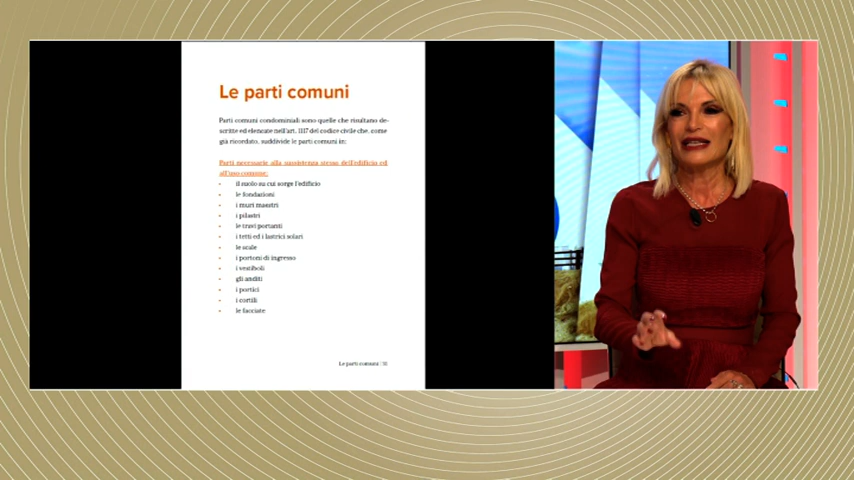 Le parti comuni
Parti comuni condominiali sono quelle che risultano de-
scritte ed elencate nell'art. 1117 del codice civile che, come
già ricordato, suddivide le parti comuni in:
Parti necessarie alla sussistenza stessa dell'edificio ed
all'uso comune:
• il suolo su cui sorge l'edificio
• le fondazioni
• i muri maestri
• i pilastri
• le travi portanti
• i tetti ed i lastrici solari
• le scale
• i portoni di ingresso
• i vestiboli
• gli anditi
• i portici
• i cortili
• le facciate
Le parti comuni |